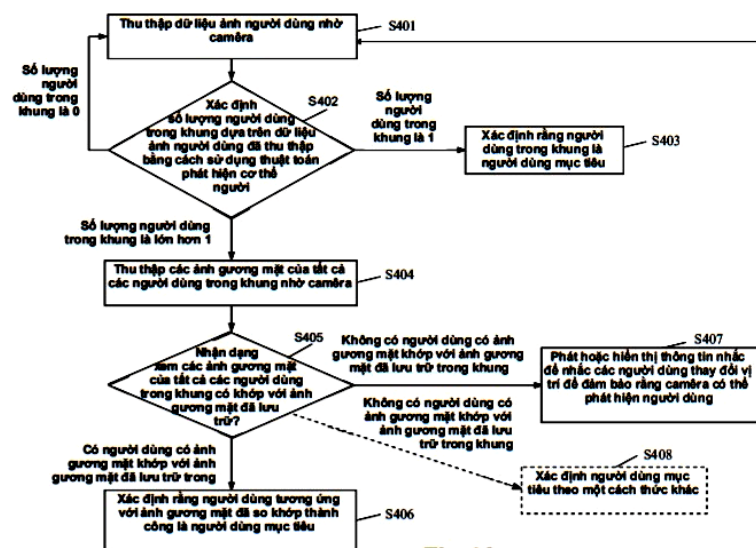 Thu thập dữ liệu ảnh người dùng nhờ
camêra
S401
Số lượng
người
dùng trong
khung là 0
Xác định
số lượng người dùng
trong khung dựa trên dữ liệu
ảnh người dùng đã thu thập
bằng cách sử dụng thuật toán
phát hiện cơ thể
người
S402
Số lượng
người
dùng trong
khung là 1
Xác định rằng người
dùng trong khung là
người dùng mục tiêu
S403
Số lượng người dùng
trong khung là lớn hơn 1
Thu thập các ảnh gương mặt của tất cả
các người dùng trong khung nhờ camêra
S404
Nhận dạng
xem các ảnh gương mặt
của tất cả các người dùng
trong khung có khớp với ảnh
gương mặt đã lưu
trữ?
S405
Không có người dùng có ảnh
gương mặt khớp với ảnh gương
mặt đã lưu trữ trong khung
S407
Phát hoặc hiển thị thông tin nhắc
để nhắc các người dùng thay đổi vị
trí để đảm bảo rằng camêra có thể
phát hiện người dùng
Không có người dùng có
ảnh gương mặt khớp với
ảnh gương mặt đã lưu
trữ trong khung
S408
Xác định người dùng mục
tiêu theo một cách thức khác
Có người dùng có ảnh
gương mặt khớp với ảnh
gương mặt đã lưu trữ trong
Xác định rằng người dùng tương ứng
với ảnh gương mặt đã so khớp thành
công là người dùng mục tiêu
S406